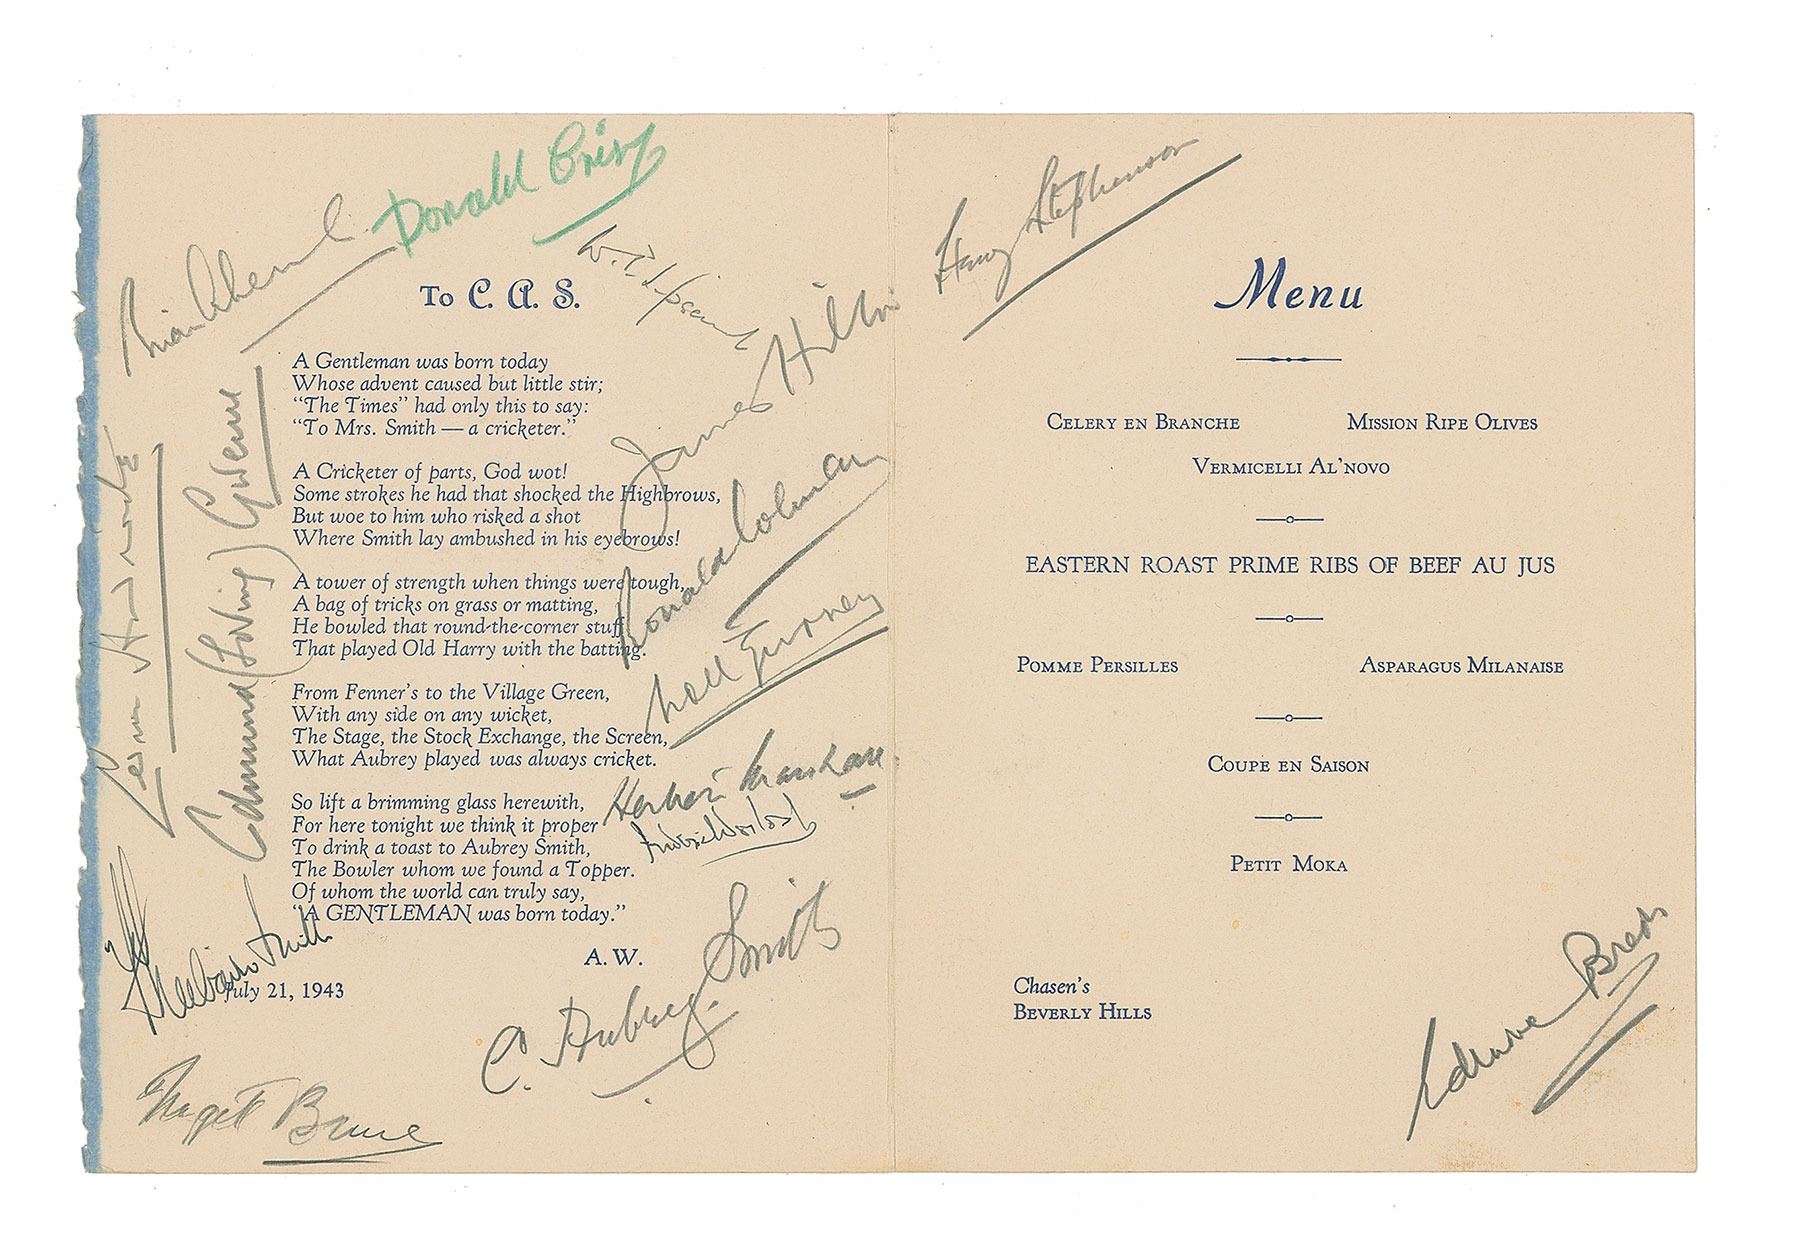 Donald Crisp
To C. A. S.
A Gentleman was born today
Whose advent caused but little stir;
"The Times" had only this to say:
"To Mrs. Smith — a cricketer."
A Cricketer of parts, God wot!
Some strokes he had that shocked the Highbrows,
But woe to him who risked a shot
Where Smith lay ambushed in his eyebrows!
A tower of strength when things were tough,
A bag of tricks on grass or matting,
He bowled that round-the-corner stuff
That played Old Harry with the batting.
From Fenner's to the Village Green,
With any side on any wicket,
The Stage, the Stock Exchange, the Screen,
What Aubrey played was always cricket.
So lift a brimming glass herewith,
For here tonight we think it proper
To drink a toast to Aubrey Smith,
The Bowler whom we found a Topper.
Of whom the world can truly say,
"A GENTLEMAN was born today."
A. W.
July 21, 1943
Brian Aherne
James Hilton
Ronald Colman
Noll Gurney
Herbert Marshall.
C. Aubrey Smith
Edmund (Loving) Gwenn
Nigel Bruce
Henry Stephenson
Menu
CELERY EN BRANCHE
MISSION RIPE OLIVES
VERMICELLI AL'NOVO
EASTERN ROAST PRIME RIBS OF BEEF AU JUS
POMME PERSILLES
ASPARAGUS MILANAISE
COUPE EN SAISON
PETIT MOKA
Chasen's
BEVERLY HILLS